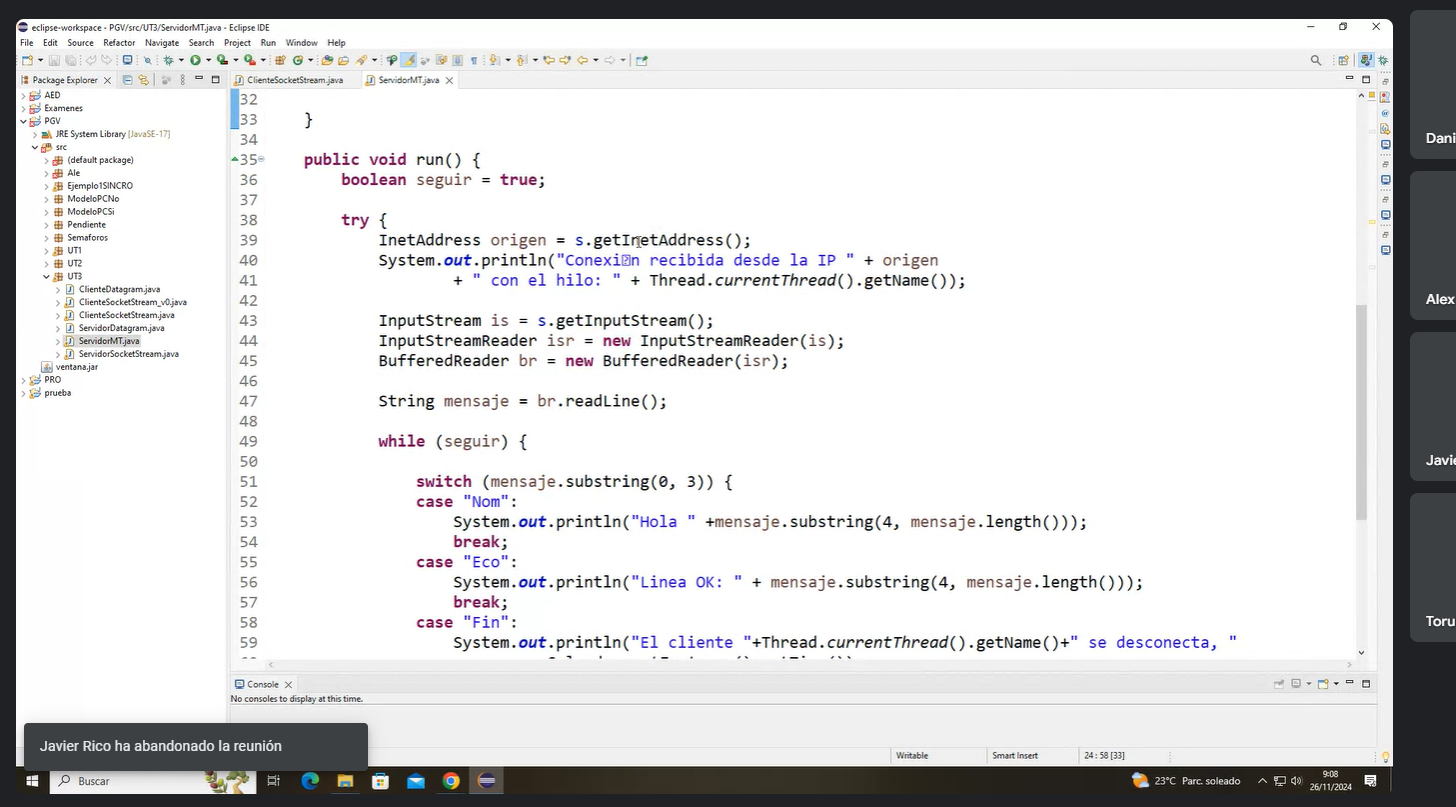 eclipse-workspace - PGV/src/UT3/ServidorMT.java - Eclipse IDE
File Edit Source Refactor Navigate Search Project Run Window Help
Package Explorer
ClienteSocketStream.java
ServidorMT.java
AED
Examenes
PGV
JRE System Library [JavaSE-17]
src
(default package)
Ale
Ejemplo1SINCRO
ModeloPCNo
ModeloPCSi
Pendiente
Semaforos
UT1
UT2
UT3
ClienteDatagram.java
ClienteSocketStream_v0.java
ClienteSocketStream.java
ServidorDatagram.java
ServidorMT.java
ServidorSocketStream.java
ventana.jar
PRO
prueba
32
33 }
34
35 public void run() {
36 boolean seguir = true;
37
38 try {
39 InetAddress origen = s.getInetAddress();
40 System.out.println("Conexi�n recibida desde la IP " + origen
41 + " con el hilo: " + Thread.currentThread().getName());
42
43 InputStream is = s.getInputStream();
44 InputStreamReader isr = new InputStreamReader(is);
45 BufferedReader br = new BufferedReader(isr);
46
47 String mensaje = br.readLine();
48
49 while (seguir) {
50
51 switch (mensaje.substring(0, 3)) {
52 case "Nom":
53 System.out.println("Hola " +mensaje.substring(4, mensaje.length()));
54 break;
55 case "Eco":
56 System.out.println("Linea OK: " + mensaje.substring(4, mensaje.length()));
57 break;
58 case "Fin":
59 System.out.println("El cliente "+Thread.currentThread().getName()+" se desconecta, "
Console
No consoles to display at this time.
Javier Rico ha abandonado la reunión
Writable
Smart Insert
24 : 58 [33]
Buscar
23°C Parc. soleado
9:08
26/11/2024
Dani
Alex
Javie
Toru